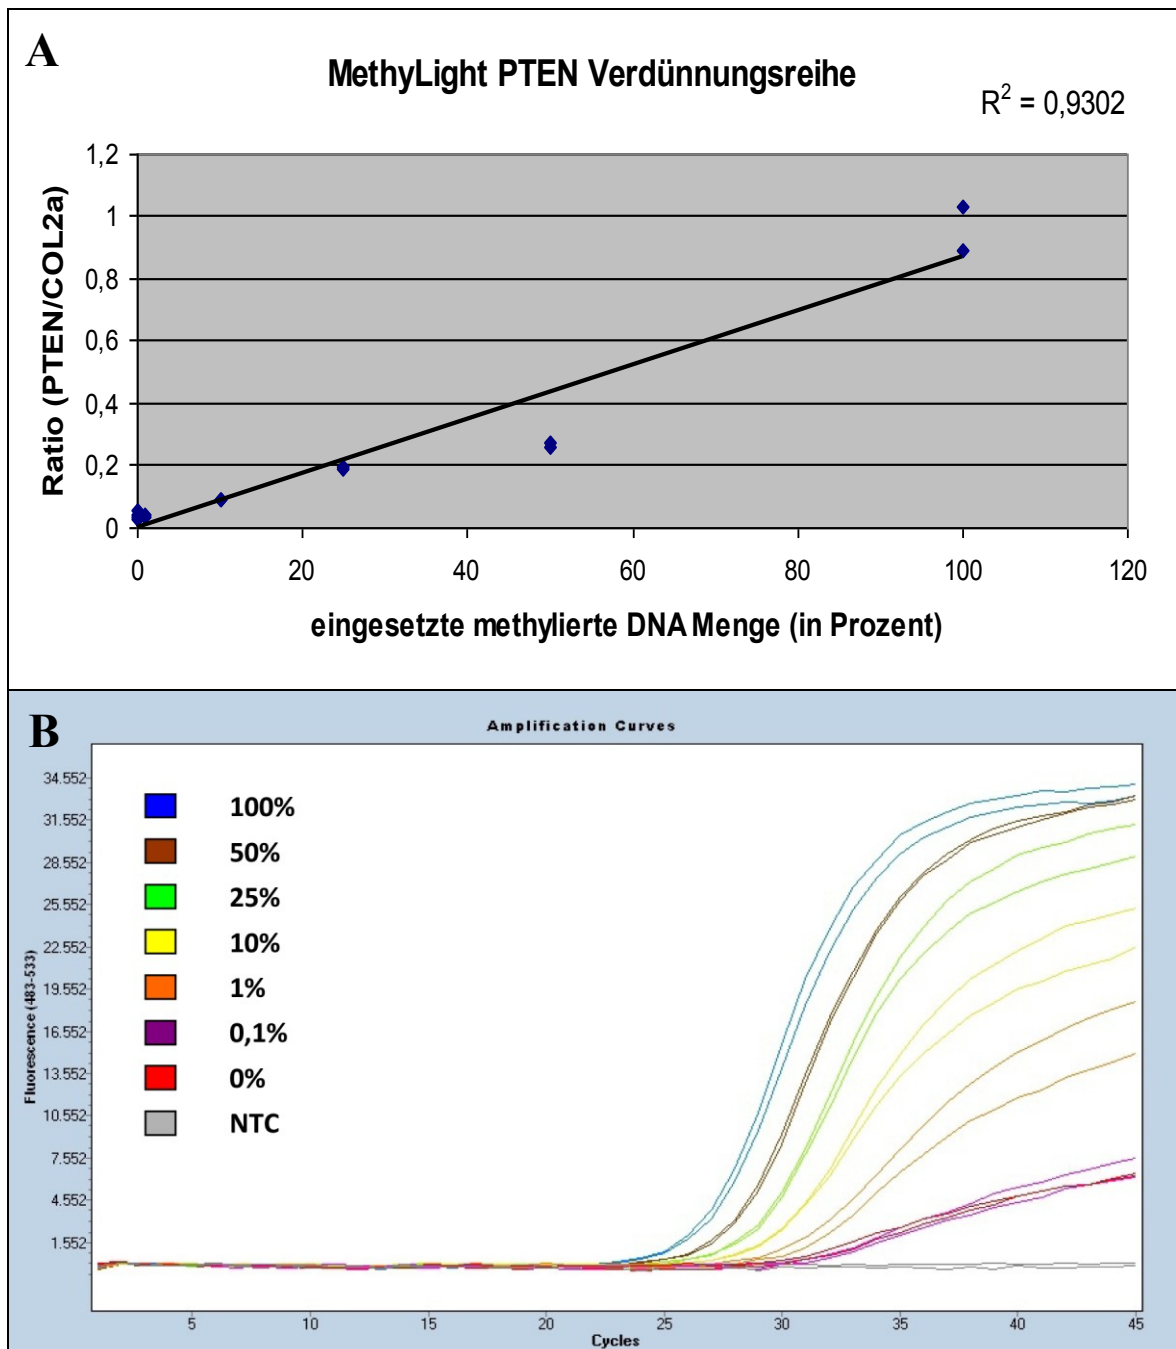 A
MethyLight PTEN Verdünnungsreihe
R² = 0,9302
Ratio (PTEN/COL2a)
1,2
1
0,8
0,6
0,4
0,2
0
0 20 40 60 80 100 120
eingesetzte methylierte DNA Menge (in Prozent)
B
Amplification Curves
Fluorescence (483-533)
34.552
31.552
28.552
25.552
22.552
19.552
16.552
13.552
10.552
7.552
4.552
1.552
100%
50%
25%
10%
1%
0,1%
0%
NTC
5 10 15 20 25 30 35 40 45
Cycles